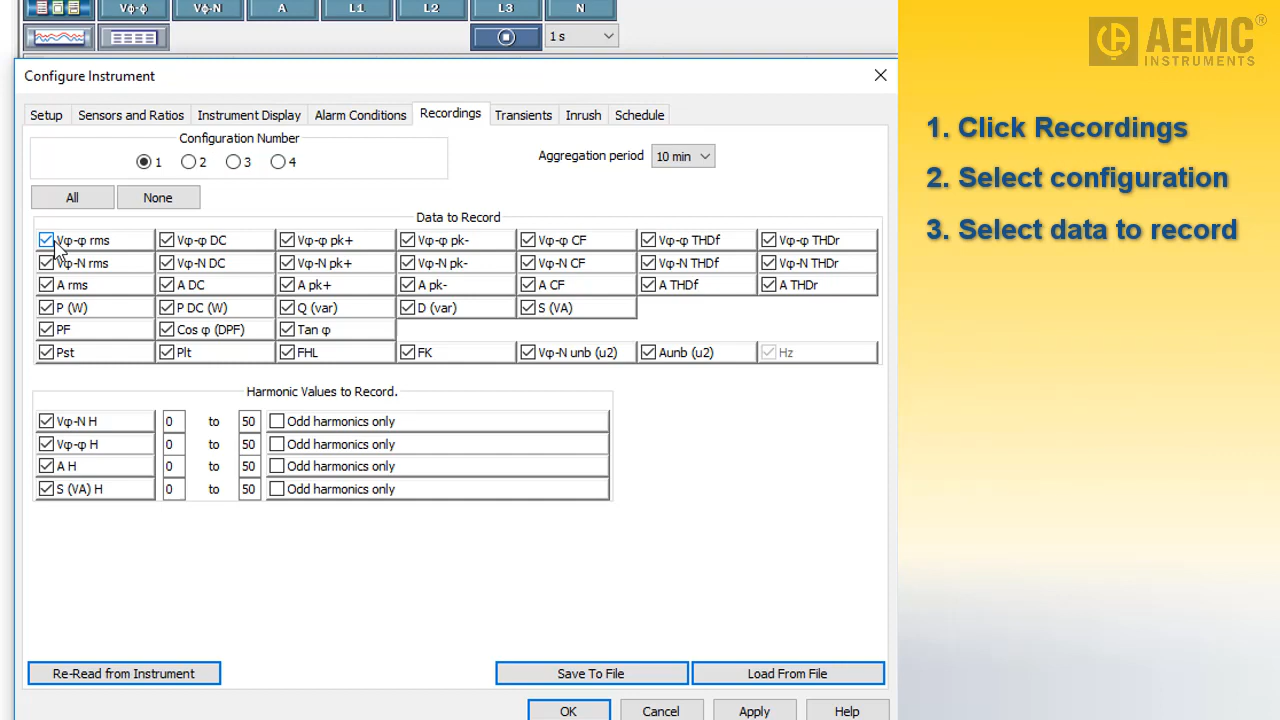 Vφ-φ Vφ-N A L1 L2 L3 N
1 s
Configure Instrument
Setup Sensors and Ratios Instrument Display Alarm Conditions Recordings Transients Inrush Schedule
Configuration Number
1 2 3 4
Aggregation period 10 min
All None
Data to Record
Vφ-φ rms Vφ-φ DC Vφ-φ pk+ Vφ-φ pk- Vφ-φ CF Vφ-φ THDf Vφ-φ THDr
Vφ-N rms Vφ-N DC Vφ-N pk+ Vφ-N pk- Vφ-N CF Vφ-N THDf Vφ-N THDr
A rms A DC A pk+ A pk- A CF A THDf A THDr
P (W) P DC (W) Q (var) D (var) S (VA)
PF Cos φ (DPF) Tan φ
Pst Plt FHL FK Vφ-N unb (u2) Aunb (u2) Hz
Harmonic Values to Record.
Vφ-N H 0 to 50 Odd harmonics only
Vφ-φ H 0 to 50 Odd harmonics only
A H 0 to 50 Odd harmonics only
S (VA) H 0 to 50 Odd harmonics only
Re-Read from Instrument Save To File Load From File
OK Cancel Apply Help
AEMC®
INSTRUMENTS
1. Click Recordings
2. Select configuration
3. Select data to record